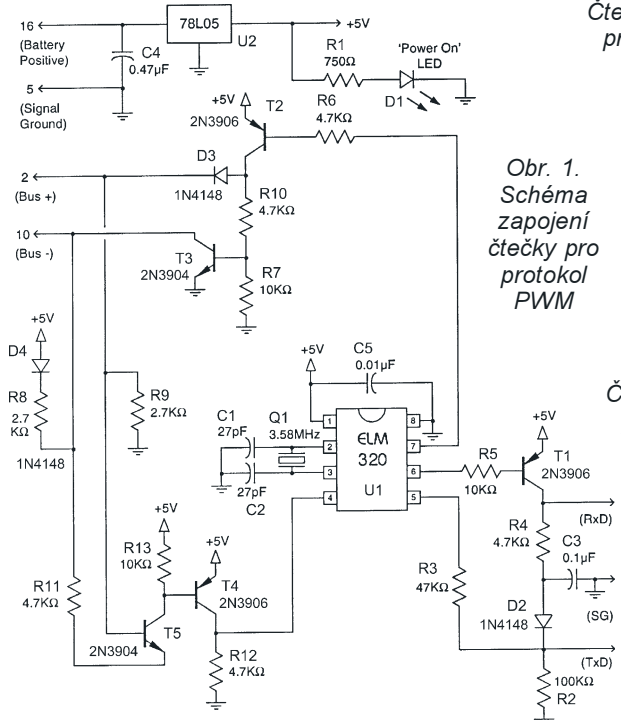 Čte
pr
16
(Battery
Positive)
5
(Signal
Ground)
C4
0.47µF
78L05
U2
+5V
R1
750Ω
'Power On'
LED
D1
+5V
T2
2N3906
R6
4.7KΩ
2
(Bus +)
D3
1N4148
R10
4.7KΩ
10
(Bus -)
T3
2N3904
R7
10KΩ
Obr. 1.
Schéma
zapojení
čtečky pro
protokol
PWM
+5V
D4
R8
2.7
KΩ
1N4148
R9
2.7KΩ
+5V
C5
0.01µF
C1
27pF
Q1
3.58MHz
27pF
C2
1
2
3
4
ELM
320
U1
8
7
6
5
Č
R5
10KΩ
+5V
T1
2N3906
(RxD)
R4
4.7KΩ
C3
0.1µF
(SG)
D2
1N4148
(TxD)
100KΩ
R2
R3
47KΩ
+5V
R13
10KΩ
+5V
T4
2N3906
R11
4.7KΩ
T5
2N3904
R12
4.7KΩ